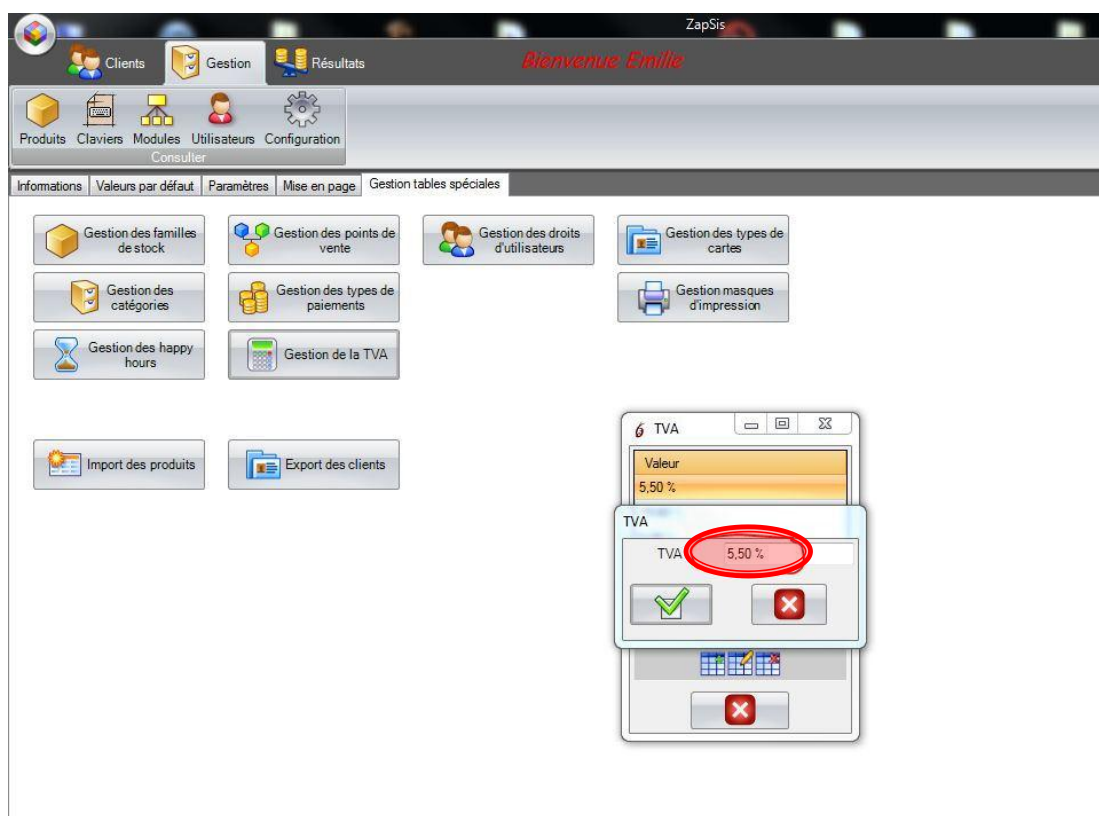 ZapSis
Clients
Gestion
Résultats
Bienvenue Emilie
Produits
Claviers
Modules
Utilisateurs
Configuration
Consulter
Informations
Valeurs par défaut
Paramètres
Mise en page
Gestion tables spéciales
Gestion des familles
de stock
Gestion des points de
vente
Gestion des droits
d'utilisateurs
Gestion des types de
cartes
Gestion des
catégories
Gestion des types de
paiements
Gestion masques
d'impression
Gestion des happy
hours
Gestion de la TVA
Import des produits
Export des clients
TVA
Valeur
5,50 %
TVA
TVA
5,50 %